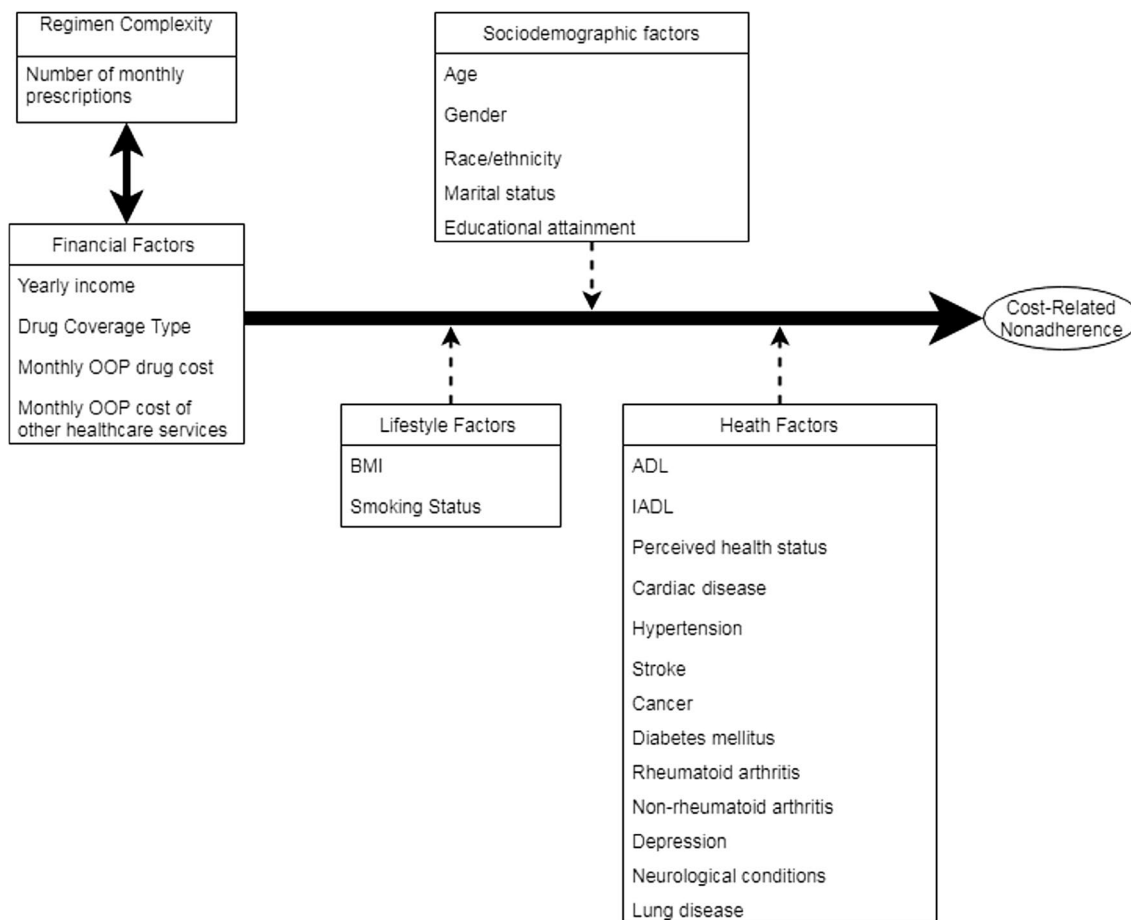 Regimen Complexity
Number of monthly
prescriptions
Sociodemographic factors
Age
Gender
Race/ethnicity
Marital status
Educational attainment
Financial Factors
Yearly income
Drug Coverage Type
Monthly OOP drug cost
Monthly OOP cost of
other healthcare services
Cost-Related
Nonadherence
Lifestyle Factors
BMI
Smoking Status
Heath Factors
ADL
IADL
Perceived health status
Cardiac disease
Hypertension
Stroke
Cancer
Diabetes mellitus
Rheumatoid arthritis
Non-rheumatoid arthritis
Depression
Neurological conditions
Lung disease